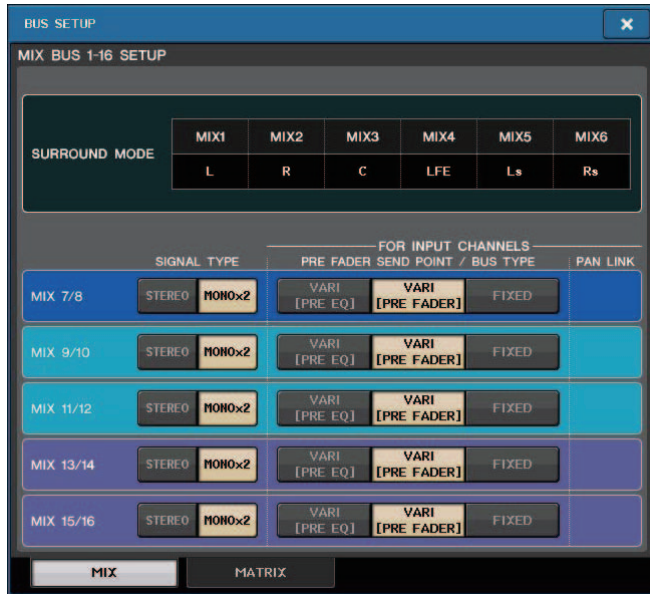 BUS SETUP
×
MIX BUS 1-16 SETUP
SURROUND MODE
MIX1 MIX2 MIX3 MIX4 MIX5 MIX6
L R C LFE Ls Rs
FOR INPUT CHANNELS
SIGNAL TYPE PRE FADER SEND POINT / BUS TYPE PAN LINK
MIX 7/8 STEREO MONOx2 VARI [PRE EQ] VARI [PRE FADER] FIXED
MIX 9/10 STEREO MONOx2 VARI [PRE EQ] VARI [PRE FADER] FIXED
MIX 11/12 STEREO MONOx2 VARI [PRE EQ] VARI [PRE FADER] FIXED
MIX 13/14 STEREO MONOx2 VARI [PRE EQ] VARI [PRE FADER] FIXED
MIX 15/16 STEREO MONOx2 VARI [PRE EQ] VARI [PRE FADER] FIXED
MIX MATRIX